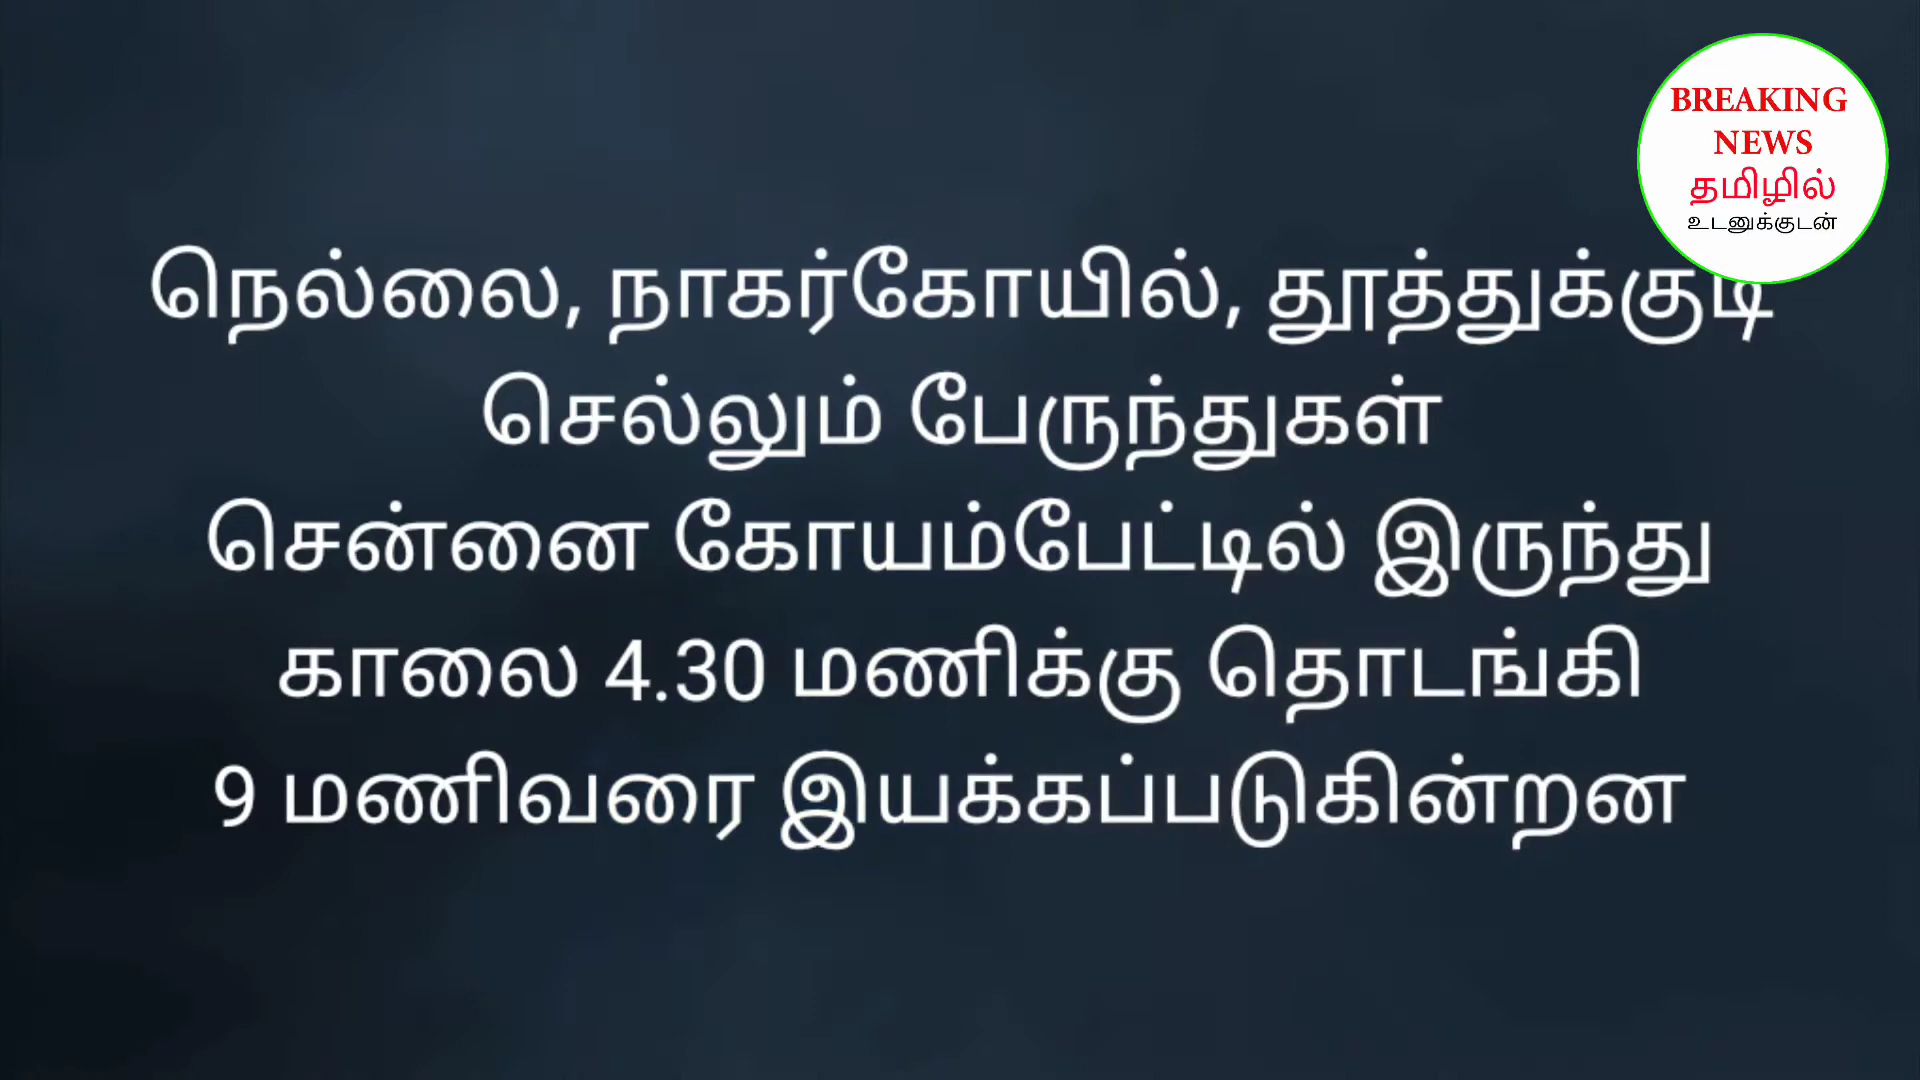 BREAKING
NEWS
தமிழில்
உடனுக்குடன்
நெல்லை, நாகர்கோயில், தூத்துக்குடி
செல்லும் பேருந்துகள்
சென்னை கோயம்பேட்டில் இருந்து
காலை 4.30 மணிக்கு தொடங்கி
9 மணிவரை இயக்கப்படுகின்றன